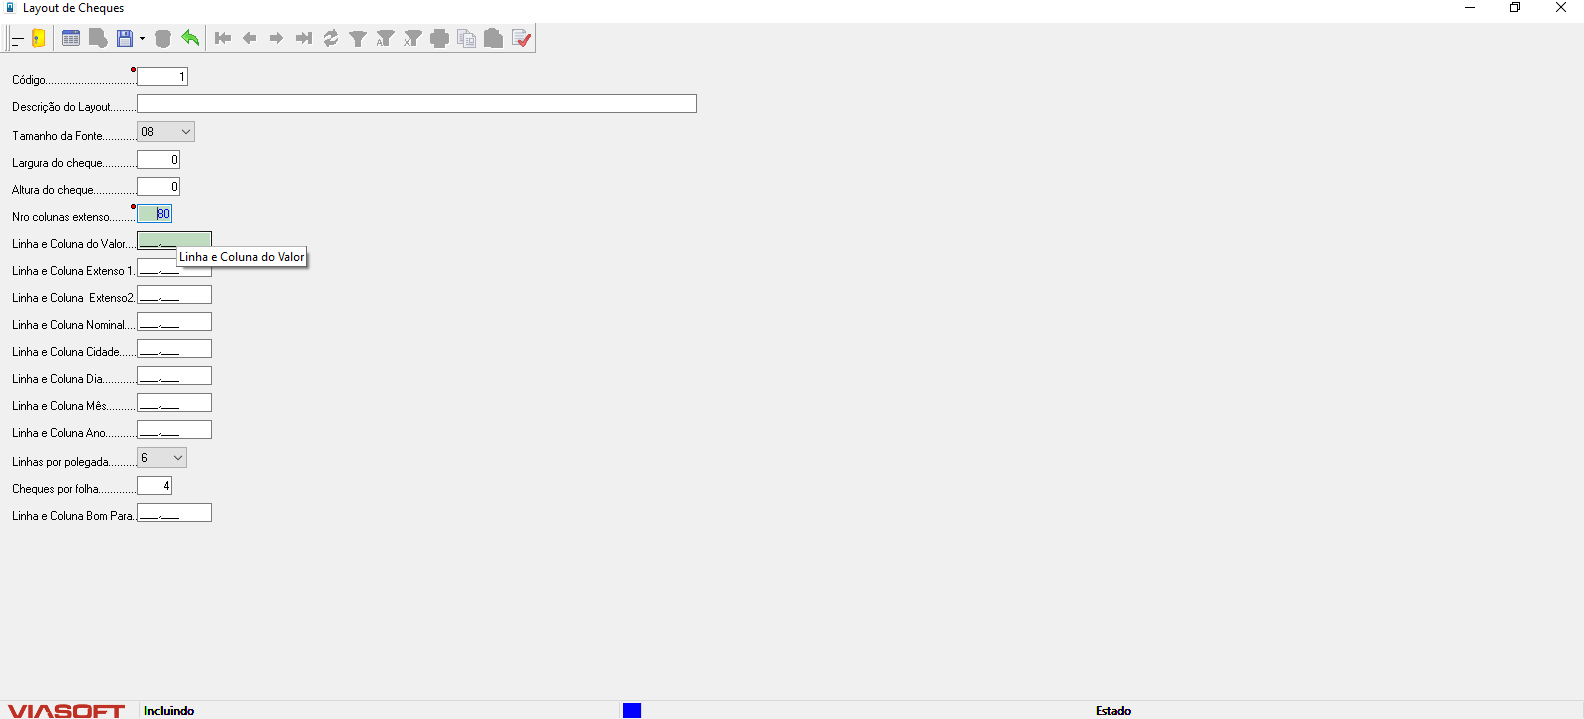 Layout de Cheques
Código............................... 1
Descrição do Layout.........
Tamanho da Fonte............ 08
Largura do cheque............ 0
Altura do cheque............... 0
Nro colunas extenso......... 80
Linha e Coluna do Valor.... ___.___
Linha e Coluna do Valor
Linha e Coluna Extenso 1. ___.___
Linha e Coluna  Extenso2. ___.___
Linha e Coluna Nominal.... ___.___
Linha e Coluna Cidade...... ___.___
Linha e Coluna Dia............ ___.___
Linha e Coluna Mês.......... ___.___
Linha e Coluna Ano........... ___.___
Linhas por polegada.......... 6
Cheques por folha............. 4
Linha e Coluna Bom Para.. ___.___
VIASOFT Incluindo Estado